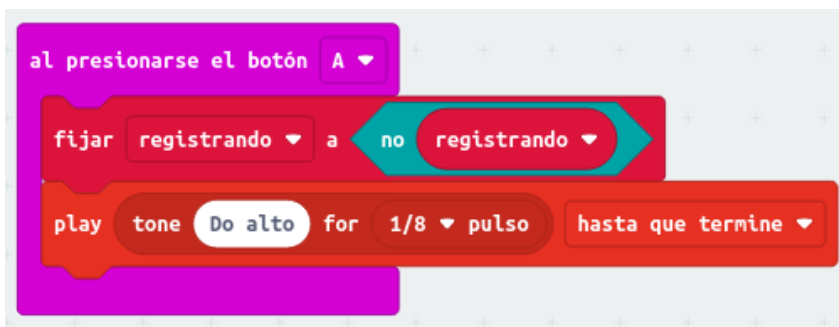 al presionarse el botón A
fijar registrando a no registrando
play tone Do alto for 1/8 pulso hasta que termine